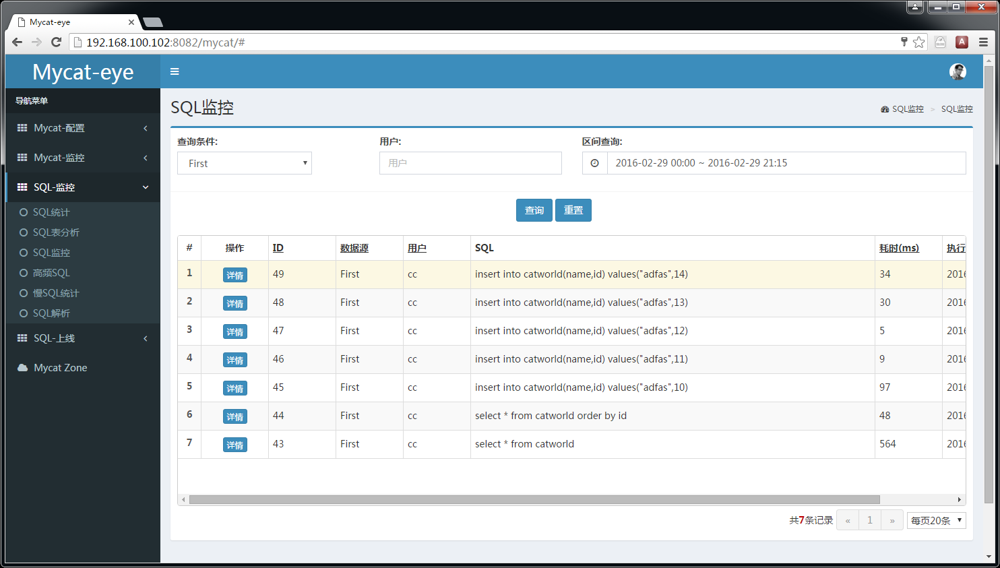 Mycat-eye
192.168.100.102:8082/mycat/#
Mycat-eye
导航菜单
Mycat-配置
Mycat-监控
SQL-监控
SQL统计
SQL表分析
SQL监控
高频SQL
慢SQL统计
SQL解析
SQL-上线
Mycat Zone
SQL监控
SQL监控 > SQL监控
查询条件: 用户: 区间查询:
First 用户 2016-02-29 00:00 ~ 2016-02-29 21:15
查询 重置
# 操作 ID 数据源 用户 SQL 耗时(ms) 执行
1 详情 49 First cc insert into catworld(name,id) values("adfas",14) 34 2016
2 详情 48 First cc insert into catworld(name,id) values("adfas",13) 30 2016
3 详情 47 First cc insert into catworld(name,id) values("adfas",12) 5 2016
4 详情 46 First cc insert into catworld(name,id) values("adfas",11) 9 2016
5 详情 45 First cc insert into catworld(name,id) values("adfas",10) 97 2016
6 详情 44 First cc select * from catworld order by id 48 2016
7 详情 43 First cc select * from catworld 564 2016
共7条记录 « 1 » 每页20条